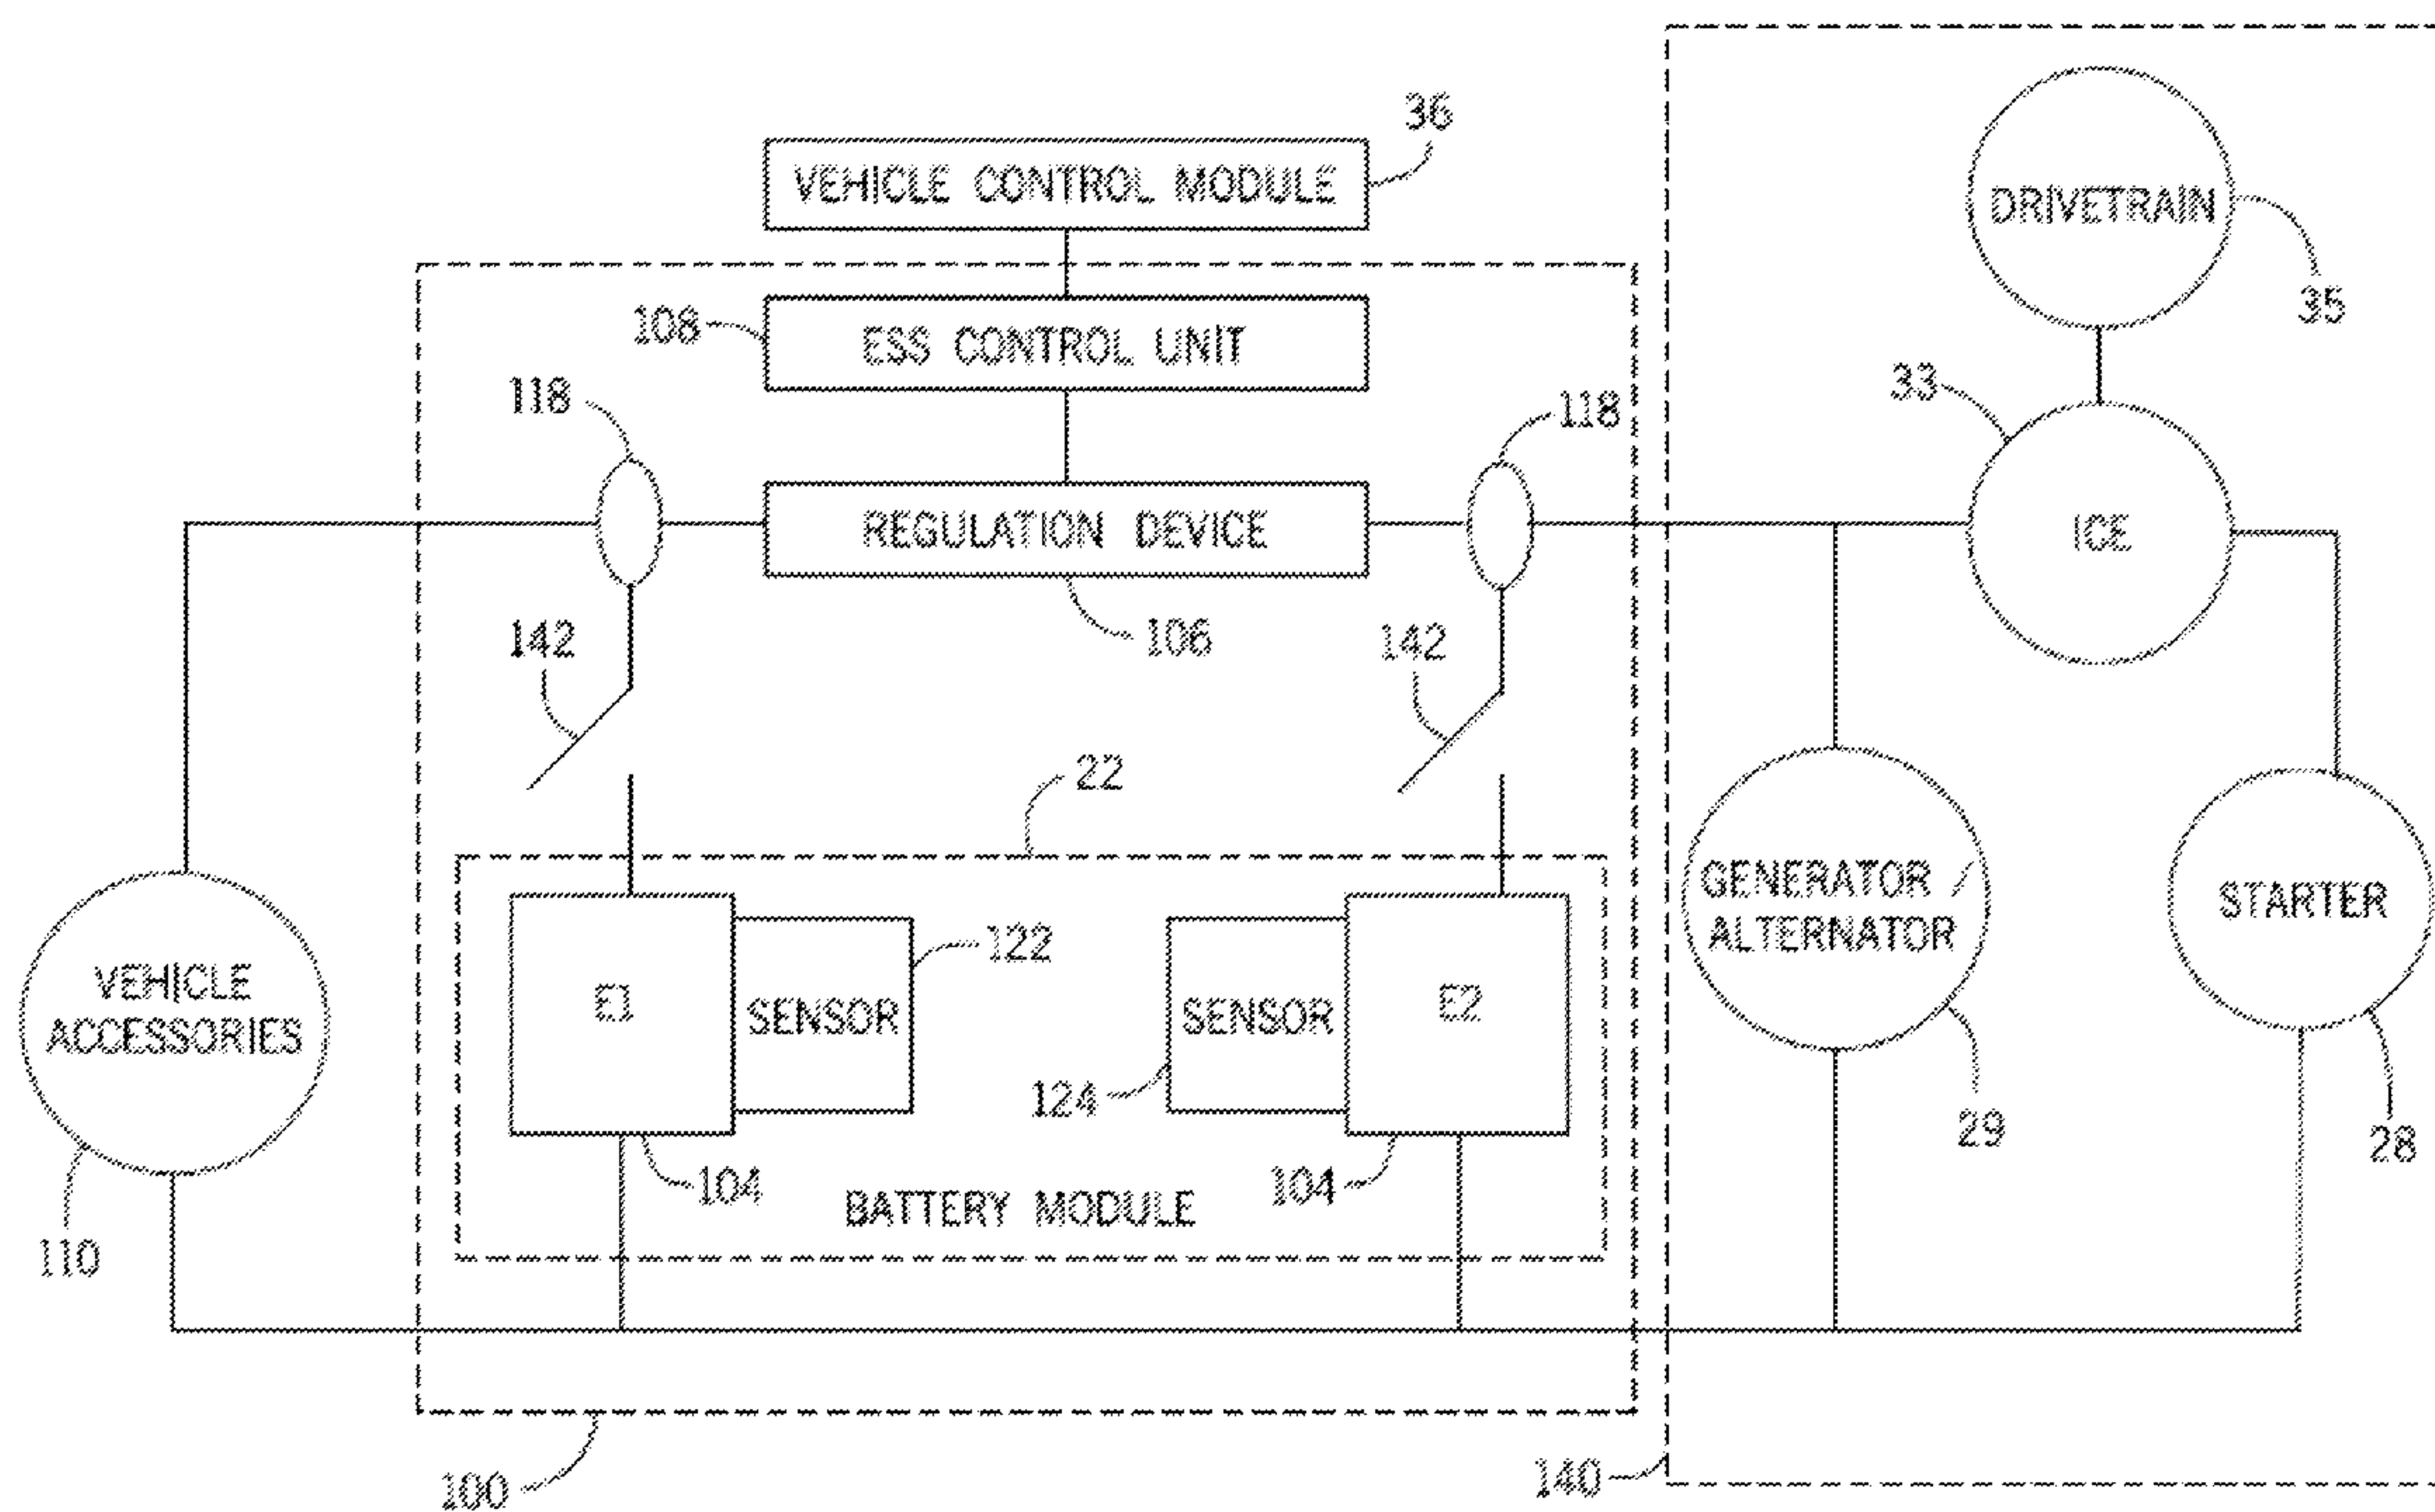 36
VEHICLE CONTROL MODULE
DRIVETRAIN
35
108
ESS CONTROL UNIT
33
118
118
REGULATION DEVICE
ICE
142
106
142
22
GENERATOR /
ALTERNATOR
STARTER
VEHICLE
ACCESSORIES
E1
SENSOR
122
SENSOR
E2
124
29
28
104
104
BATTERY MODULE
110
100
140